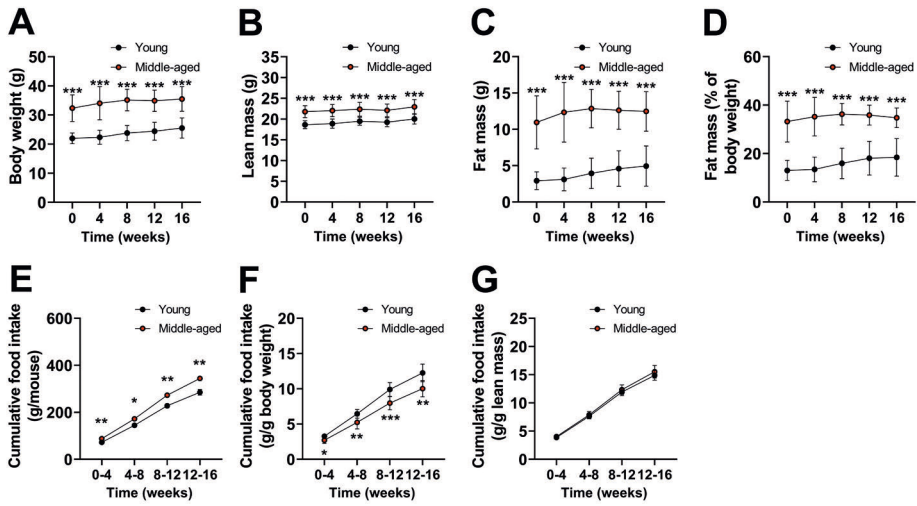 A
Young
Middle-aged
Body weight (g)
50
40
30
20
10
0
*** *** *** *** ***
0 4 8 12 16
Time (weeks)
B
Young
Middle-aged
Lean mass (g)
35
30
25
20
15
10
5
0
*** *** *** *** ***
0 4 8 12 16
Time (weeks)
C
Young
Middle-aged
Fat mass (g)
20
15
10
5
0
*** *** *** *** ***
0 4 8 12 16
Time (weeks)
D
Young
Middle-aged
Fat mass (% of
body weight)
60
40
20
0
*** *** *** *** ***
0 4 8 12 16
Time (weeks)
E
Young
Middle-aged
Cumulative food intake
(g/mouse)
600
400
200
0
** * ** **
0-4 4-8 8-12 12-16
Time (weeks)
F
Young
Middle-aged
Cumulative food intake
(g/g body weight)
20
15
10
5
0
* ** *** **
0-4 4-8 8-12 12-16
Time (weeks)
G
Young
Middle-aged
Cumulative food intake
(g/g lean mass)
25
20
15
10
5
0
0-4 4-8 8-12 12-16
Time (weeks)